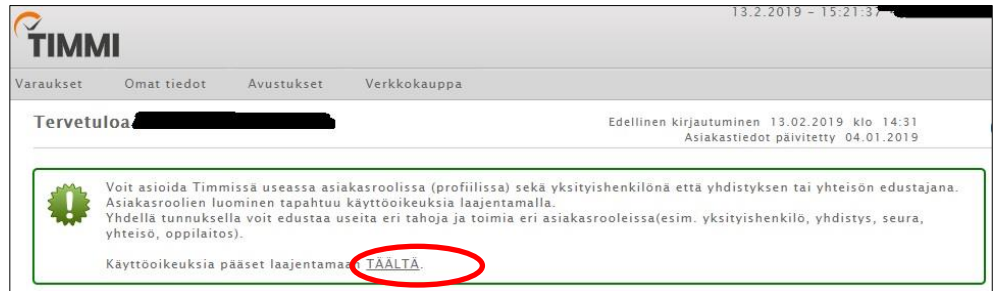 13.2.2019 – 15:21:37
TIMMI
Varaukset Omat tiedot Avustukset Verkkokauppa
Tervetuloa
Edellinen kirjautuminen 13.02.2019 klo 14:31
Asiakastiedot päivitetty 04.01.2019
Voit asioida Timmissä useassa asiakasroolissa (profiilissa) sekä yksityishenkilönä että yhdistyksen tai yhteisön edustajana.
Asiakasroolien luominen tapahtuu käyttöoikeuksia laajentamalla.
Yhdellä tunnuksella voit edustaa useita eri tahoja ja toimia eri asiakasrooleissa(esim. yksityishenkilö, yhdistys, seura,
yhteisö, oppilaitos).
Käyttöoikeuksia pääset laajentamaan TÄÄLTÄ.